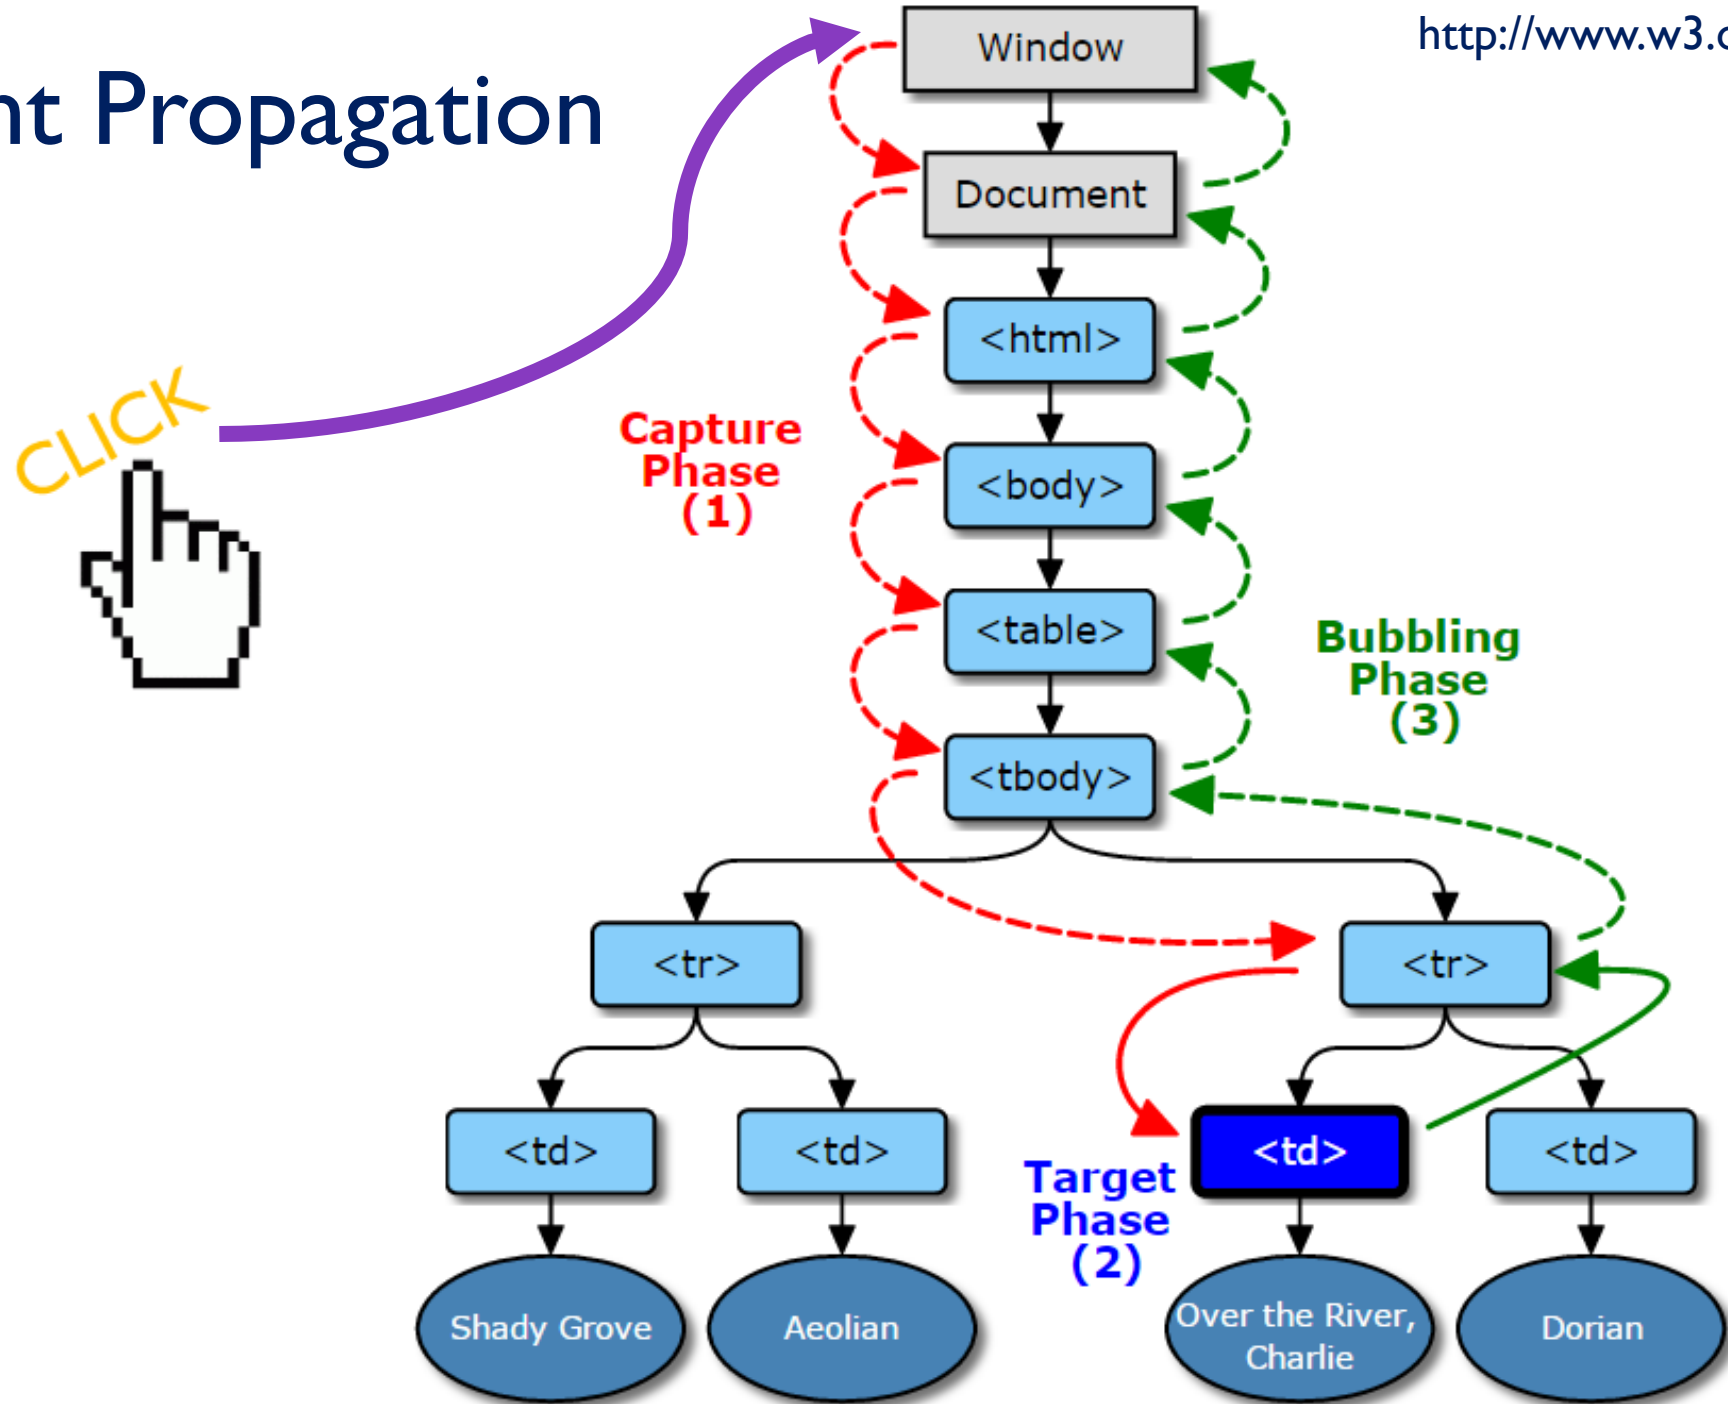 nt Propagation
http://www.w3.o
Window
Document
<html>
CLICK
Capture
Phase
(1)
<body>
<table>
Bubbling
Phase
(3)
<tbody>
<tr>
<tr>
<td>
<td>
<td>
<td>
Target
Phase
(2)
Shady Grove
Aeolian
Over the River,
Charlie
Dorian